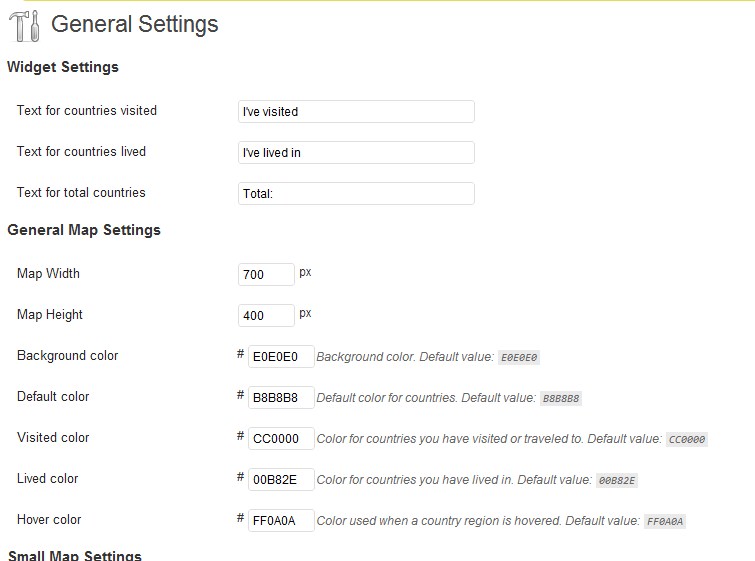 General Settings
Widget Settings
Text for countries visited I've visited
Text for countries lived I've lived in
Text for total countries Total:
General Map Settings
Map Width 700 px
Map Height 400 px
Background color # E0E0E0 Background color. Default value: E0E0E0
Default color # B8B8B8 Default color for countries. Default value: B8B8B8
Visited color # CC0000 Color for countries you have visited or traveled to. Default value: CC0000
Lived color # 00B82E Color for countries you have lived in. Default value: 00B82E
Hover color # FF0A0A Color used when a country region is hovered. Default value: FF0A0A
Small Map Settings